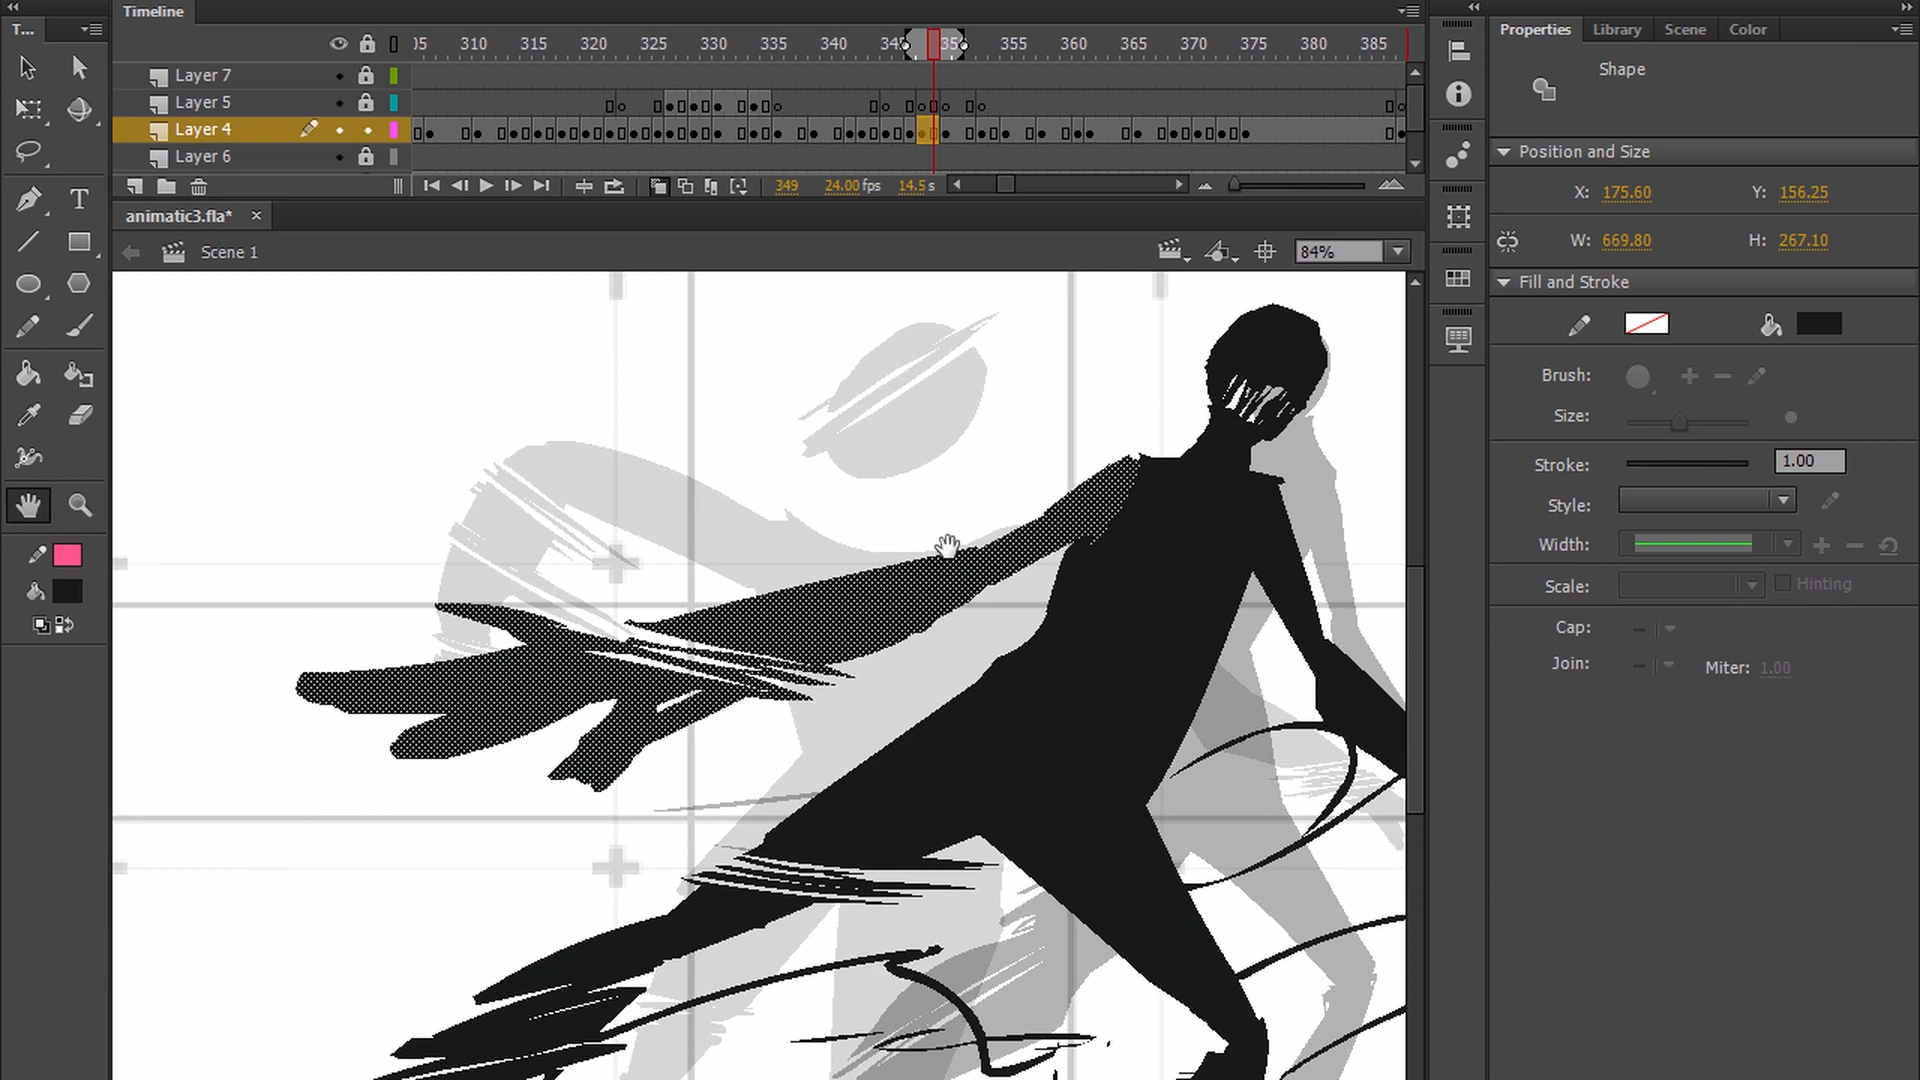 Timeline
T...
305 310 315 320 325 330 335 340 345 350 355 360 365 370 375 380 385
Layer 7
Layer 5
Layer 4
Layer 6
349 24.00 fps 14.5 s
animatic3.fla* ×
Scene 1
84%
T
Properties Library Scene Color
Shape
Position and Size
X: 175.60 Y: 156.25
W: 669.80 H: 267.10
Fill and Stroke
Brush:
Size:
Stroke: 1.00
Style:
Width:
Scale: Hinting
Cap:
Join: Miter: 1.00